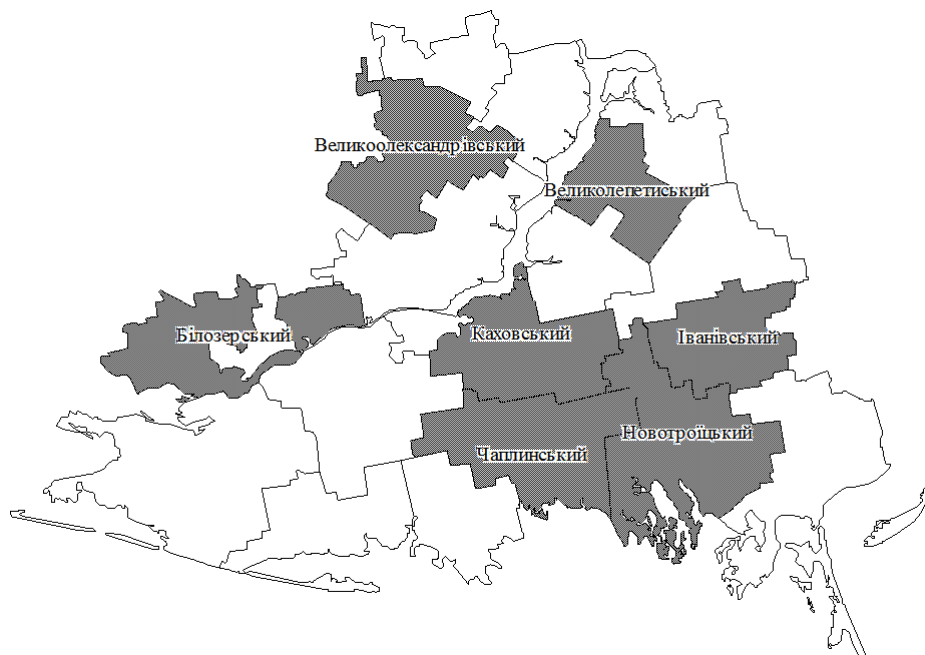 Великоолександрівський
Великолепетиський
Білозерський
Каховський
Іванівський
Новотроїцький
Чаплинський